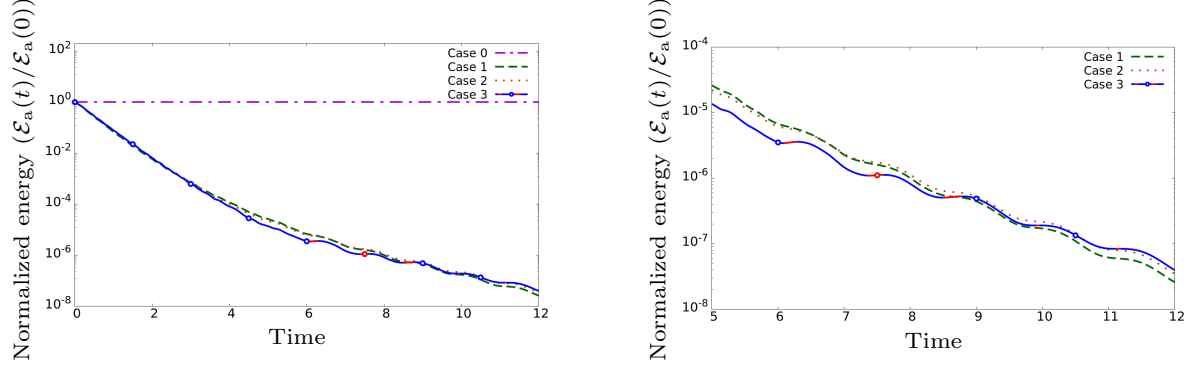 Normalized energy (ℰa(t)/ℰa(0))
10^2
10^0
10^-2
10^-4
10^-6
10^-8
Case 0
Case 1
Case 2
Case 3
0 2 4 6 8 10 12
Time
Normalized energy (ℰa(t)/ℰa(0))
10^-4
10^-5
10^-6
10^-7
10^-8
Case 1
Case 2
Case 3
5 6 7 8 9 10 11 12
Time